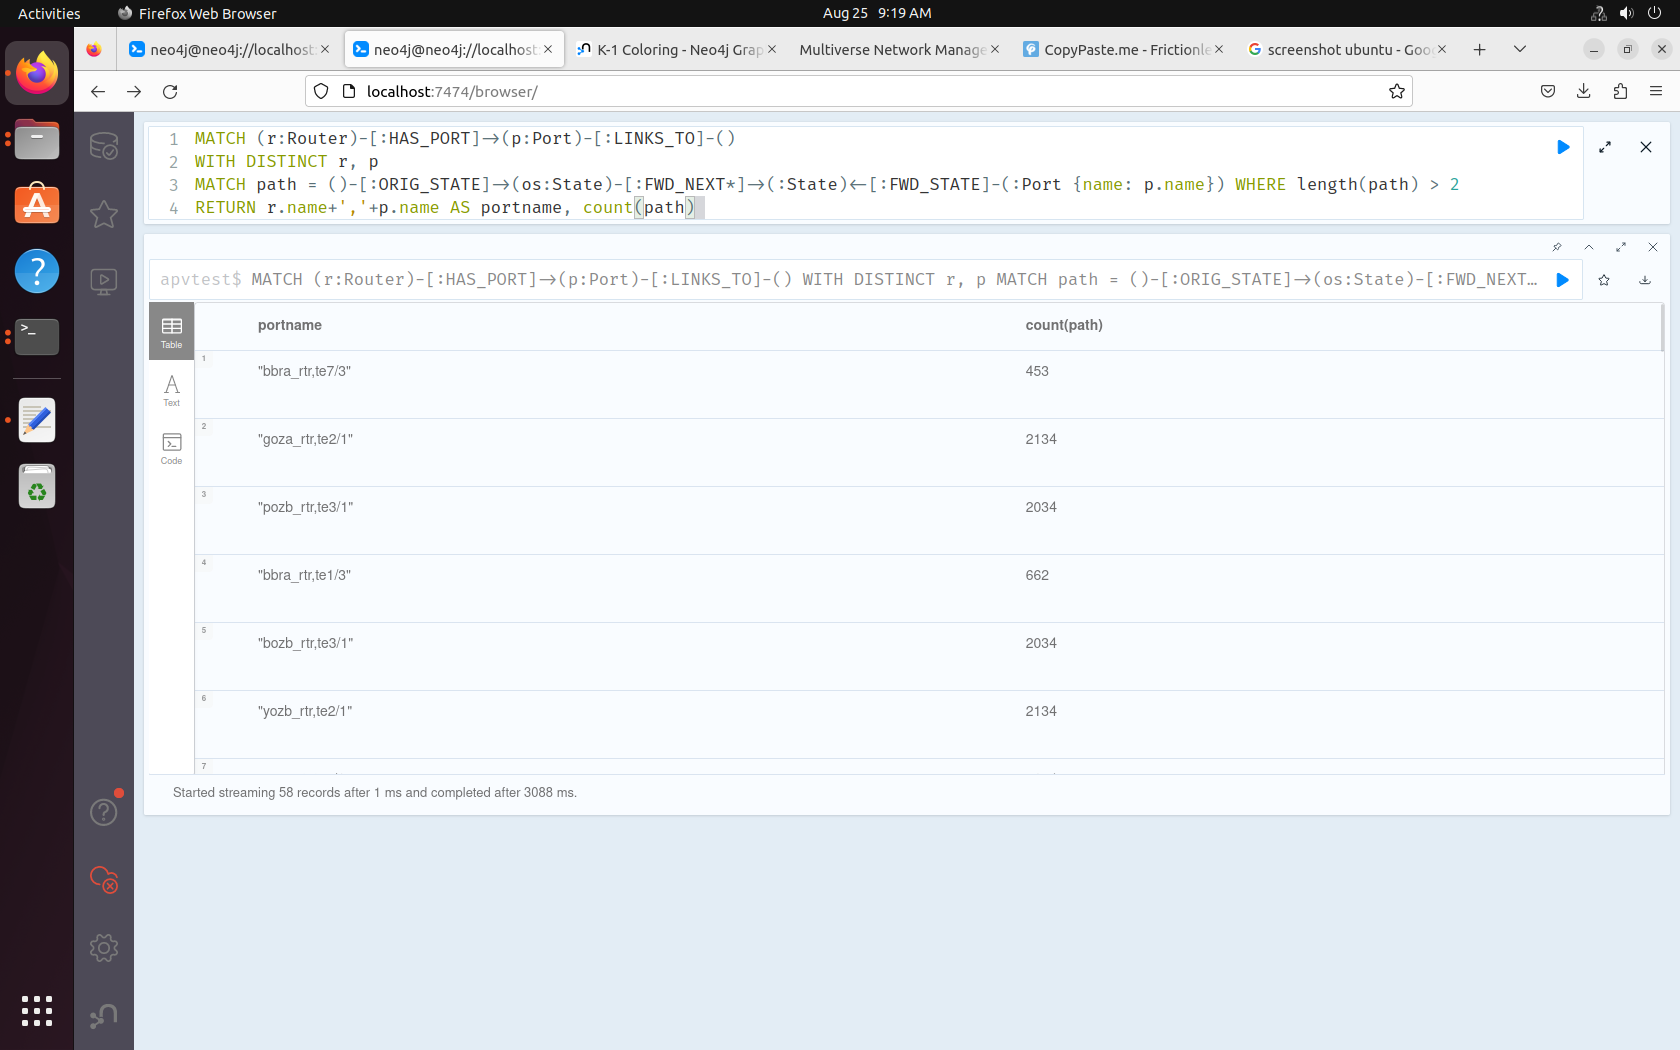 Activities
Firefox Web Browser
Aug 25 9:19 AM
neo4j@neo4j://localhost:
neo4j@neo4j://localhost:
K-1 Coloring - Neo4j Grap
Multiverse Network Manage
CopyPaste.me - Frictionle
screenshot ubuntu - Goog
localhost:7474/browser/
1 MATCH (r:Router)-[:HAS_PORT]->(p:Port)-[:LINKS_TO]-()
2 WITH DISTINCT r, p
3 MATCH path = ()-[:ORIG_STATE]->(os:State)-[:FWD_NEXT*]->(:State)<-[:FWD_STATE]-(:Port {name: p.name}) WHERE length(path) > 2
4 RETURN r.name+','+p.name AS portname, count(path)
apvtest$ MATCH (r:Router)-[:HAS_PORT]->(p:Port)-[:LINKS_TO]-() WITH DISTINCT r, p MATCH path = ()-[:ORIG_STATE]->(os:State)-[:FWD_NEXT…
Table
Text
Code
portname count(path)
1 "bbra_rtr,te7/3" 453
2 "goza_rtr,te2/1" 2134
3 "pozb_rtr,te3/1" 2034
4 "bbra_rtr,te1/3" 662
5 "bozb_rtr,te3/1" 2034
6 "yozb_rtr,te2/1" 2134
7
Started streaming 58 records after 1 ms and completed after 3088 ms.